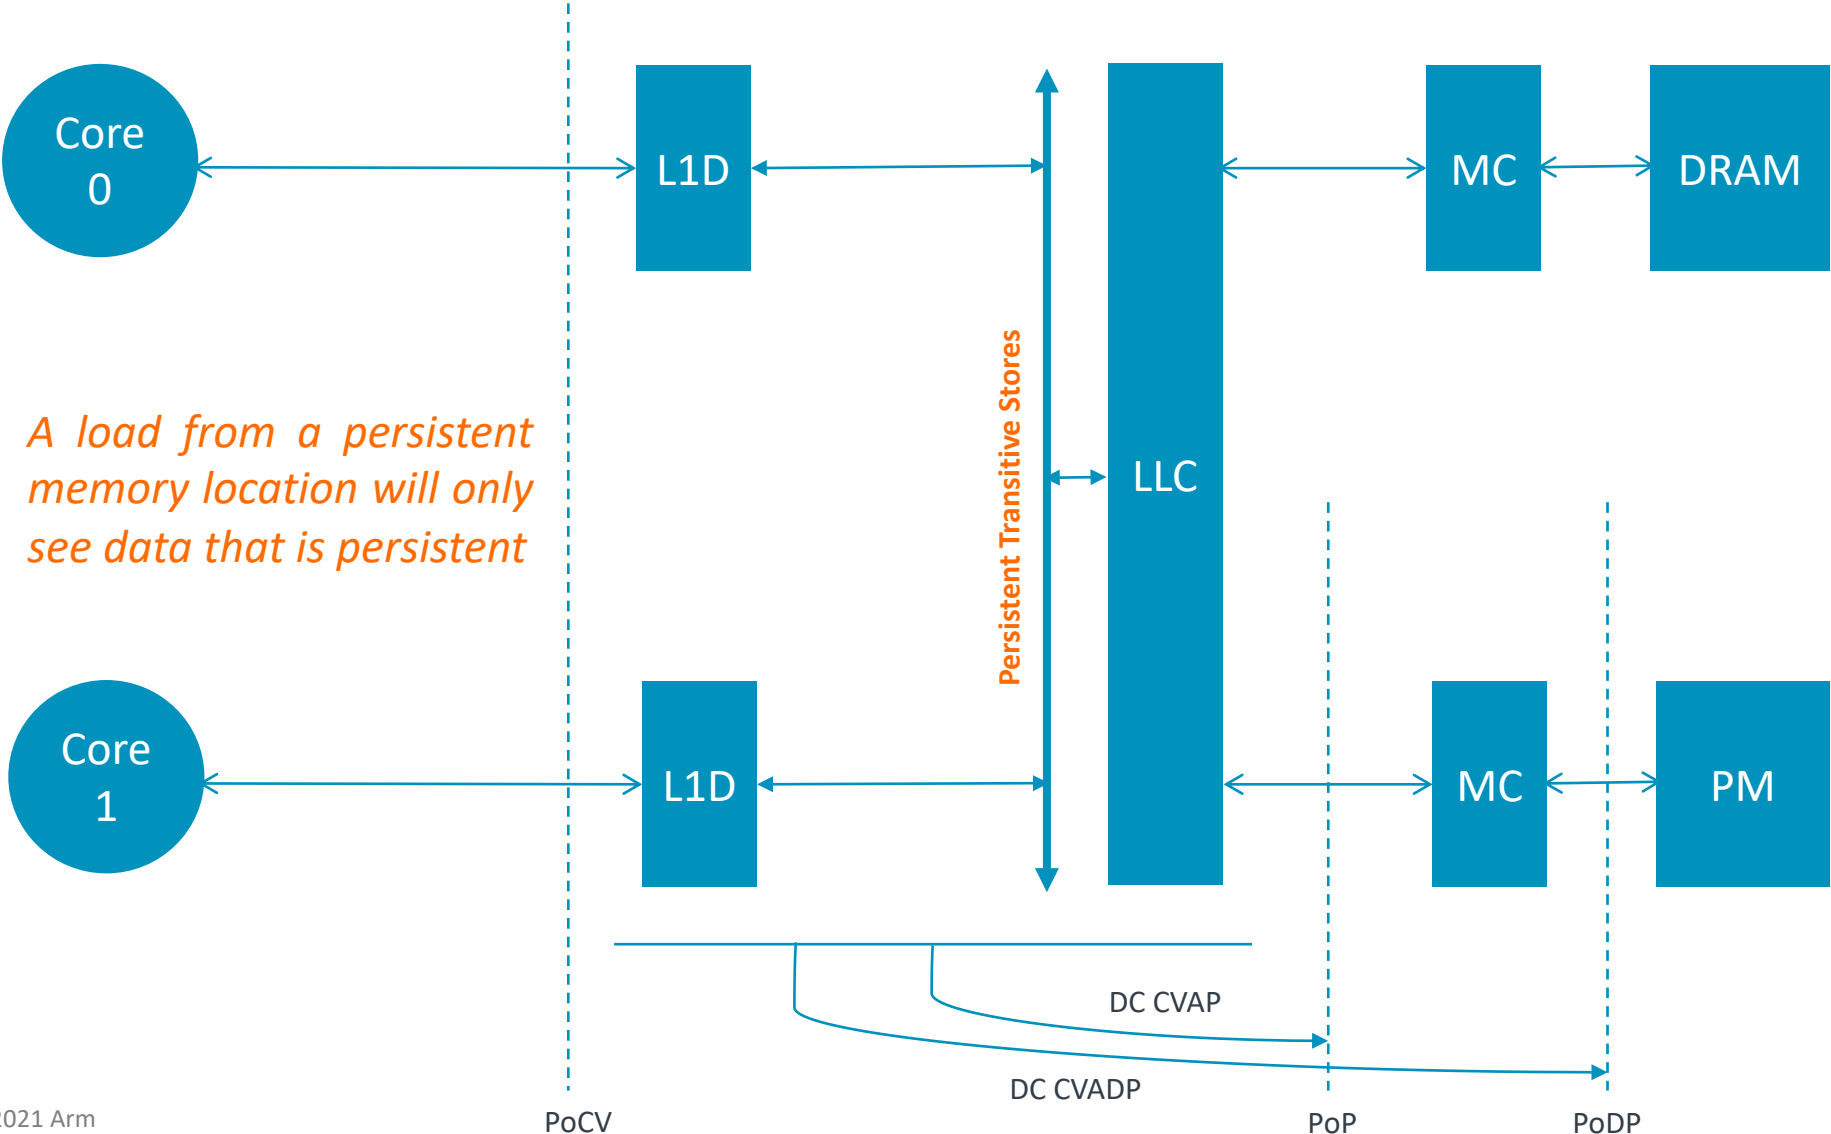 Core
0
L1D
MC
DRAM
A load from a persistent
memory location will only
see data that is persistent
Persistent Transitive Stores
LLC
Core
1
L1D
MC
PM
DC CVAP
DC CVADP
PoCV
PoP
PoDP
2021 Arm